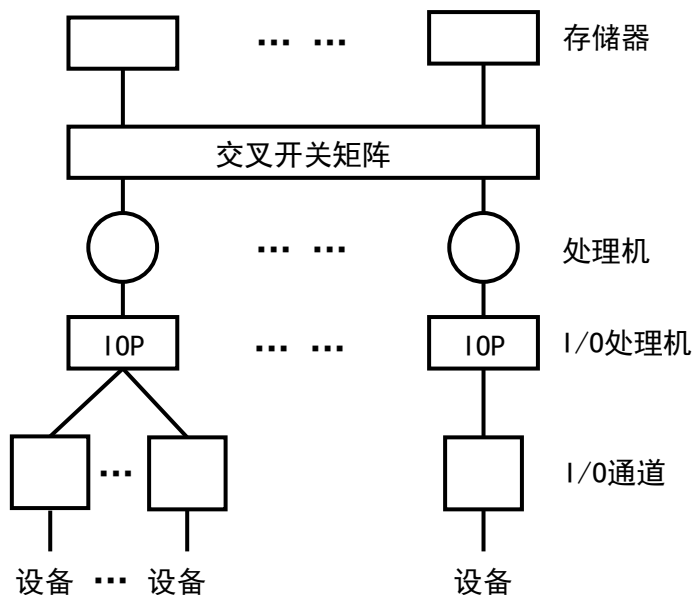 ... ... 存储器
交叉开关矩阵
... ... 处理机
IOP ... ... IOP I/O处理机
... I/O通道
设备 ... 设备 设备